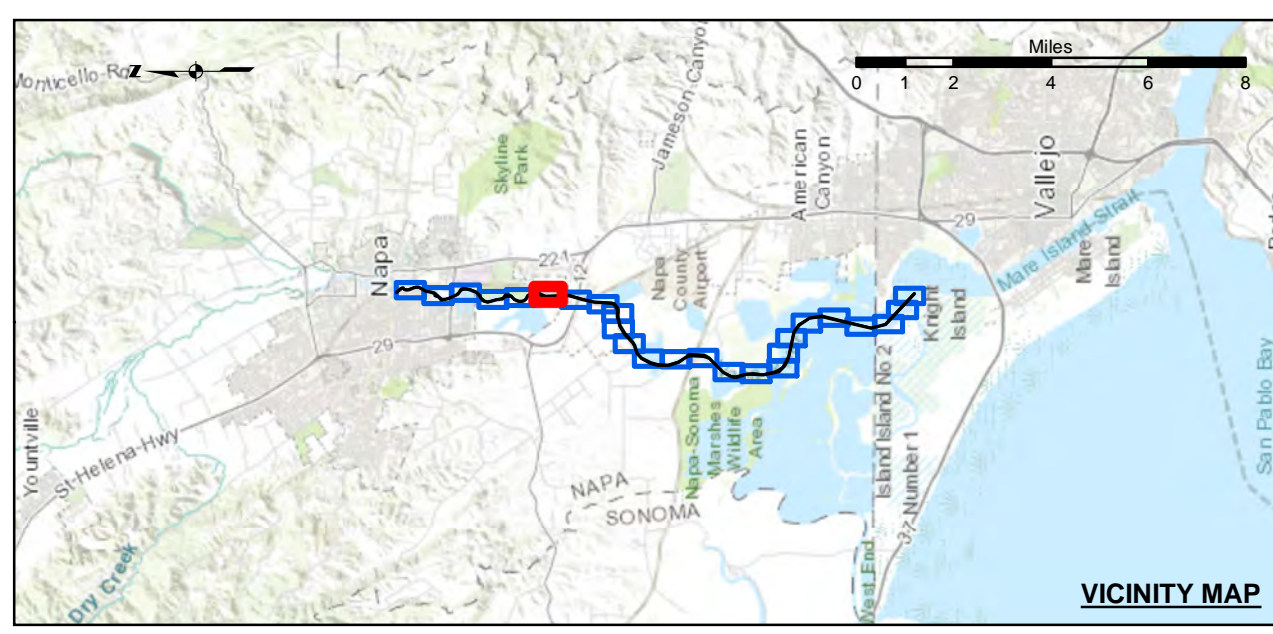 Miles
0 1 2 4 6 8
Z
Monticello-Rd
Jameson Canyon
Skyline
Park
American
Canyon
Vallejo
29
Mare Island-Strait
Mare
Island
Napa
221
12
Napa
County
Airport
Knight
Island
29
Yountville
St-Helena-Hwy
Napa-Sonoma
Marshes
Wildlife
Area
Island Island No 2
Number 1
37
San Pablo Bay
NAPA
SONOMA
West End
Dry Creek
VICINITY MAP